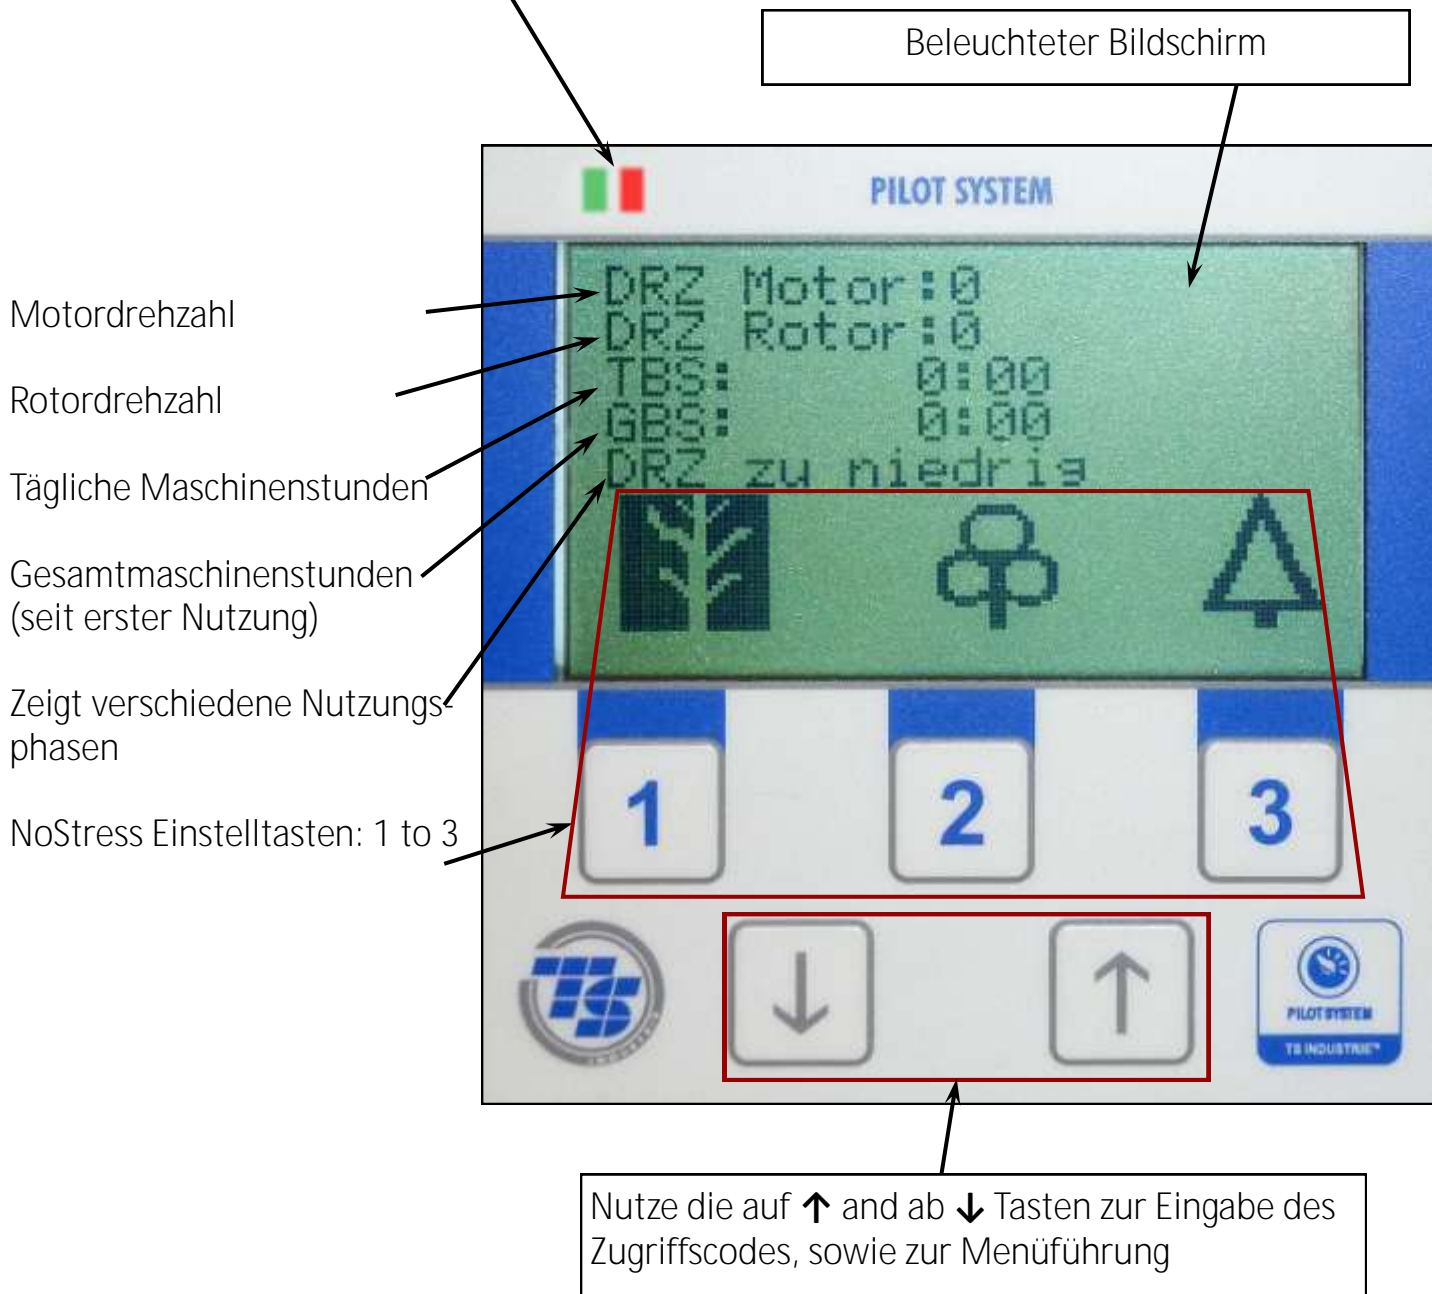 Beleuchteter Bildschirm
PILOT SYSTEM
DRZ Motor:0
DRZ Rotor:0
TBS: 0:00
GBS: 0:00
DRZ zu niedrig
Motordrehzahl
Rotordrehzahl
Tägliche Maschinenstunden
Gesamtmaschinenstunden
(seit erster Nutzung)
Zeigt verschiedene Nutzungs-
phasen
NoStress Einstelltasten: 1 to 3
1 2 3
↓ ↑
TS
INDUSTRIE
PILOT SYSTEM
TS INDUSTRIE™
Nutze die auf ↑ and ab ↓ Tasten zur Eingabe des
Zugriffscodes, sowie zur Menüführung